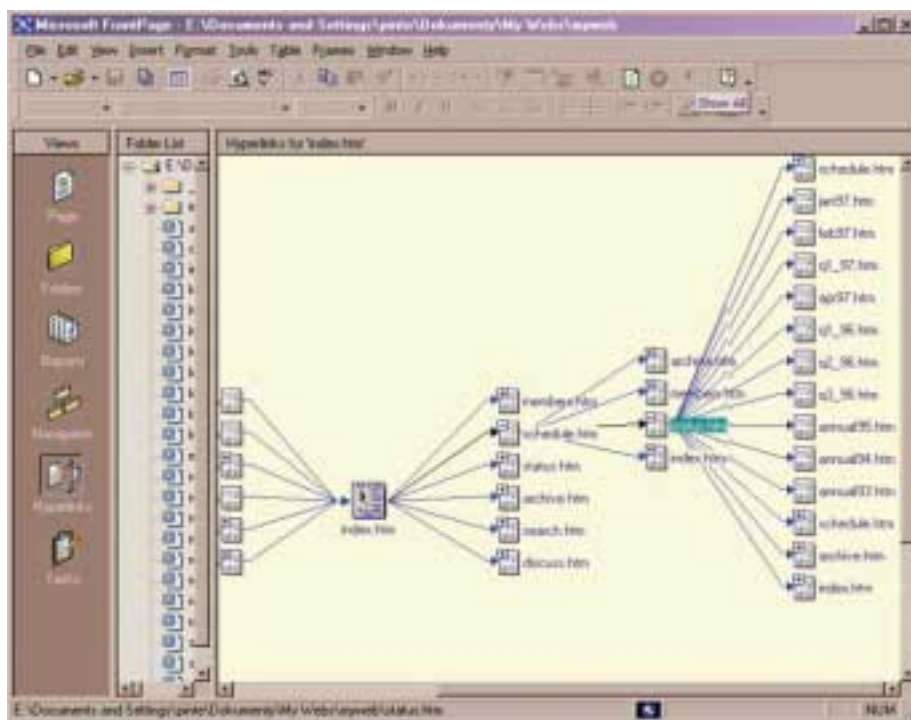 Microsoft FrontPage - E:\Documents and Settings\pinto\Dokumenty\My Webs\myweb
File Edit View Insert Format Tools Table Frames Window Help
Show All
Views
Folder List
Hyperlinks for 'index.htm'
Page
Folders
Reports
Navigation
Hyperlinks
Tasks
E:\D
index.htm
members.htm
schedule.htm
status.htm
archive.htm
search.htm
discuss.htm
archive.htm
members.htm
status.htm
index.htm
schedule.htm
jan97.htm
feb97.htm
q1_97.htm
apr97.htm
q1_96.htm
q2_96.htm
q3_96.htm
annual95.htm
annual94.htm
annual93.htm
schedule.htm
archive.htm
index.htm
NUM